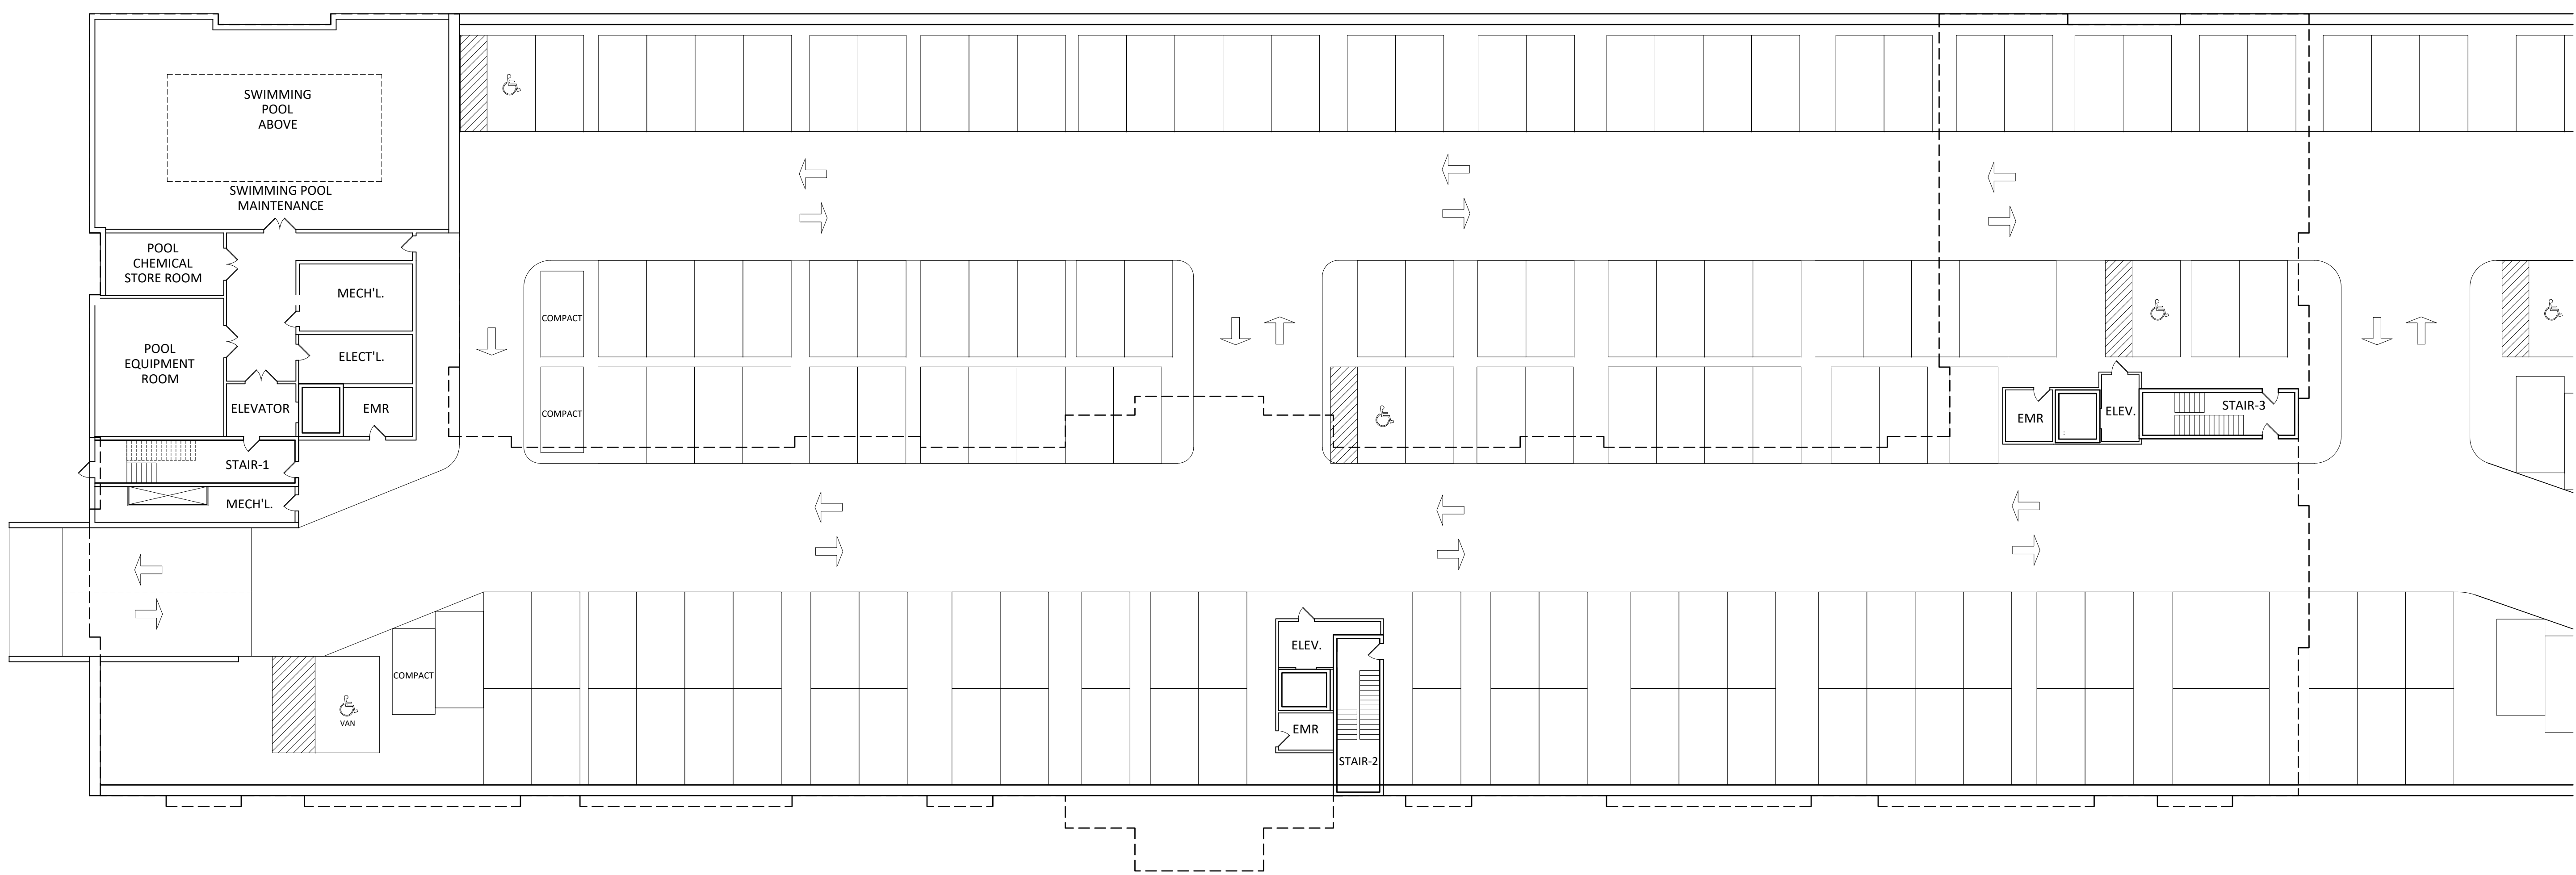 SWIMMING
POOL
ABOVE
SWIMMING POOL
MAINTENANCE
POOL
CHEMICAL
STORE ROOM
MECH'L.
POOL
EQUIPMENT
ROOM
ELECT'L.
ELEVATOR
EMR
STAIR-1
MECH'L.
COMPACT
COMPACT
EMR
ELEV.
STAIR-3
COMPACT
VAN
ELEV.
EMR
STAIR-2